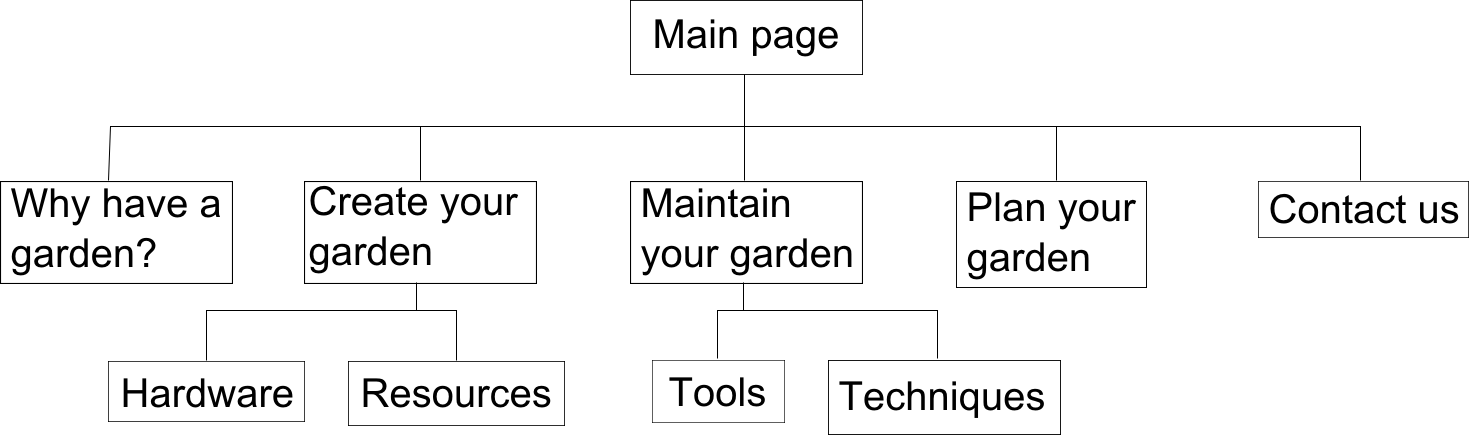 Main page
Why have a
garden?
Create your
garden
Maintain
your garden
Plan your
garden
Contact us
Hardware
Resources
Tools
Techniques